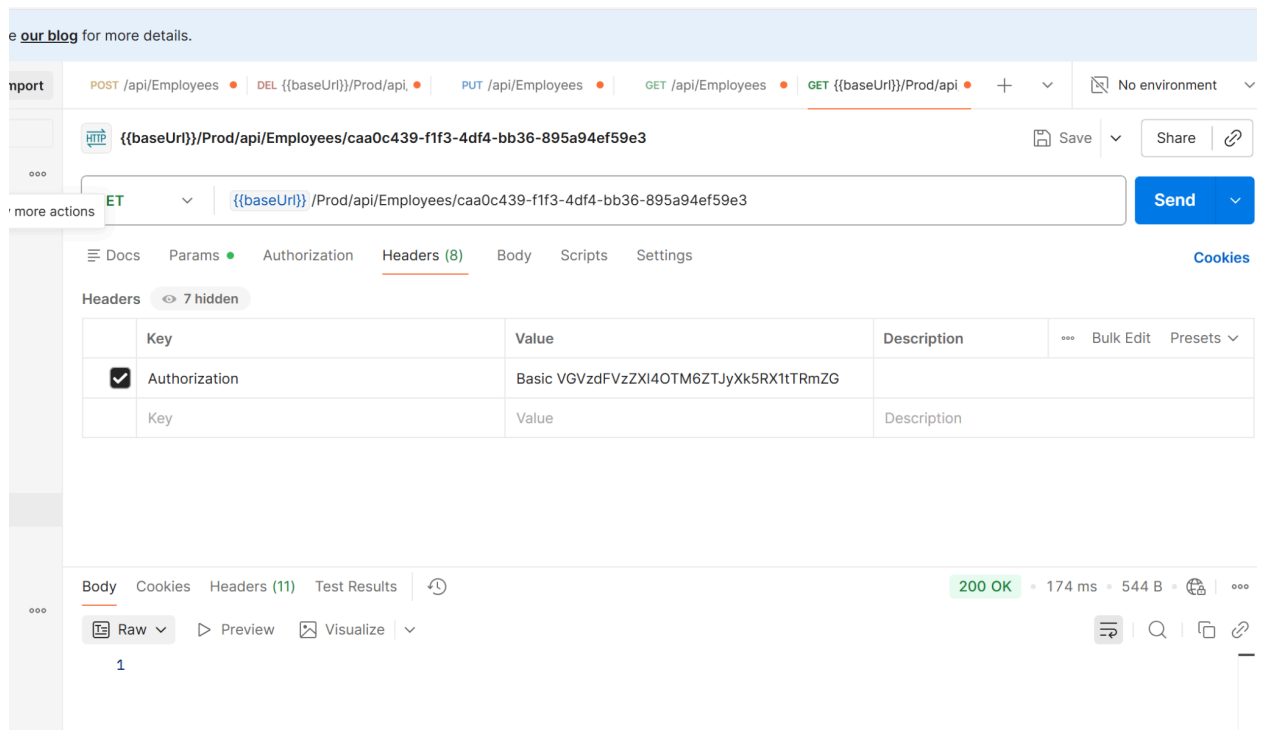 e our blog for more details.
mport
POST /api/Employees
DEL {{baseUrl}}/Prod/api,
PUT /api/Employees
GET /api/Employees
GET {{baseUrl}}/Prod/api
No environment
HTTP {{baseUrl}}/Prod/api/Employees/caa0c439-f1f3-4df4-bb36-895a94ef59e3
Save
Share
more actions
ET
{{baseUrl}} /Prod/api/Employees/caa0c439-f1f3-4df4-bb36-895a94ef59e3
Send
Docs Params Authorization Headers (8) Body Scripts Settings
Cookies
Headers 7 hidden
Key Value Description Bulk Edit Presets
Authorization Basic VGVzdFVzZXI4OTM6ZTJyXk5RX1tTRmZG
Key Value Description
Body Cookies Headers (11) Test Results
200 OK 174 ms 544 B
Raw Preview Visualize
1